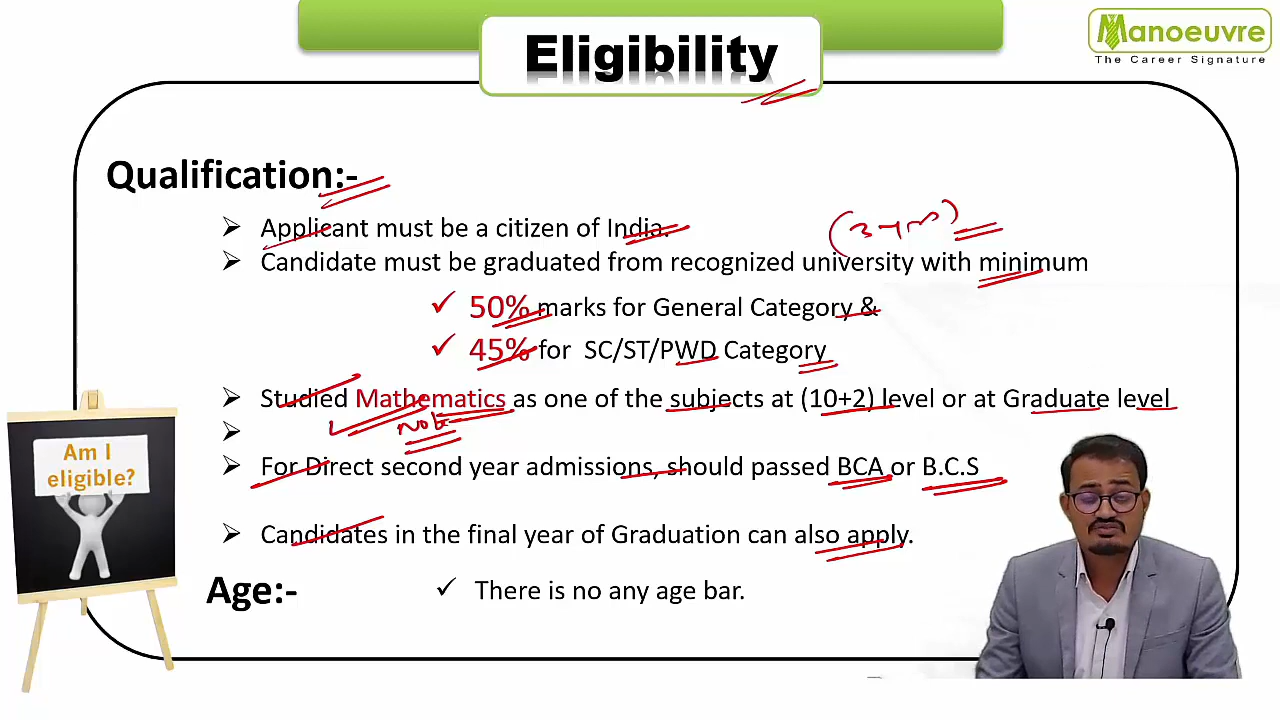 Eligibility
Manoeuvre
The Career Signature
Qualification:-
➢ Applicant must be a citizen of India.
(3 yrs)
➢ Candidate must be graduated from recognized university with minimum
✓ 50% marks for General Category &
✓ 45% for SC/ST/PWD Category
➢ Studied Mathematics as one of the subjects at (10+2) level or at Graduate level
➢
Note
➢ For Direct second year admissions, should passed BCA or B.C.S
➢ Candidates in the final year of Graduation can also apply.
Am I
eligible?
Age:- ✓ There is no any age bar.